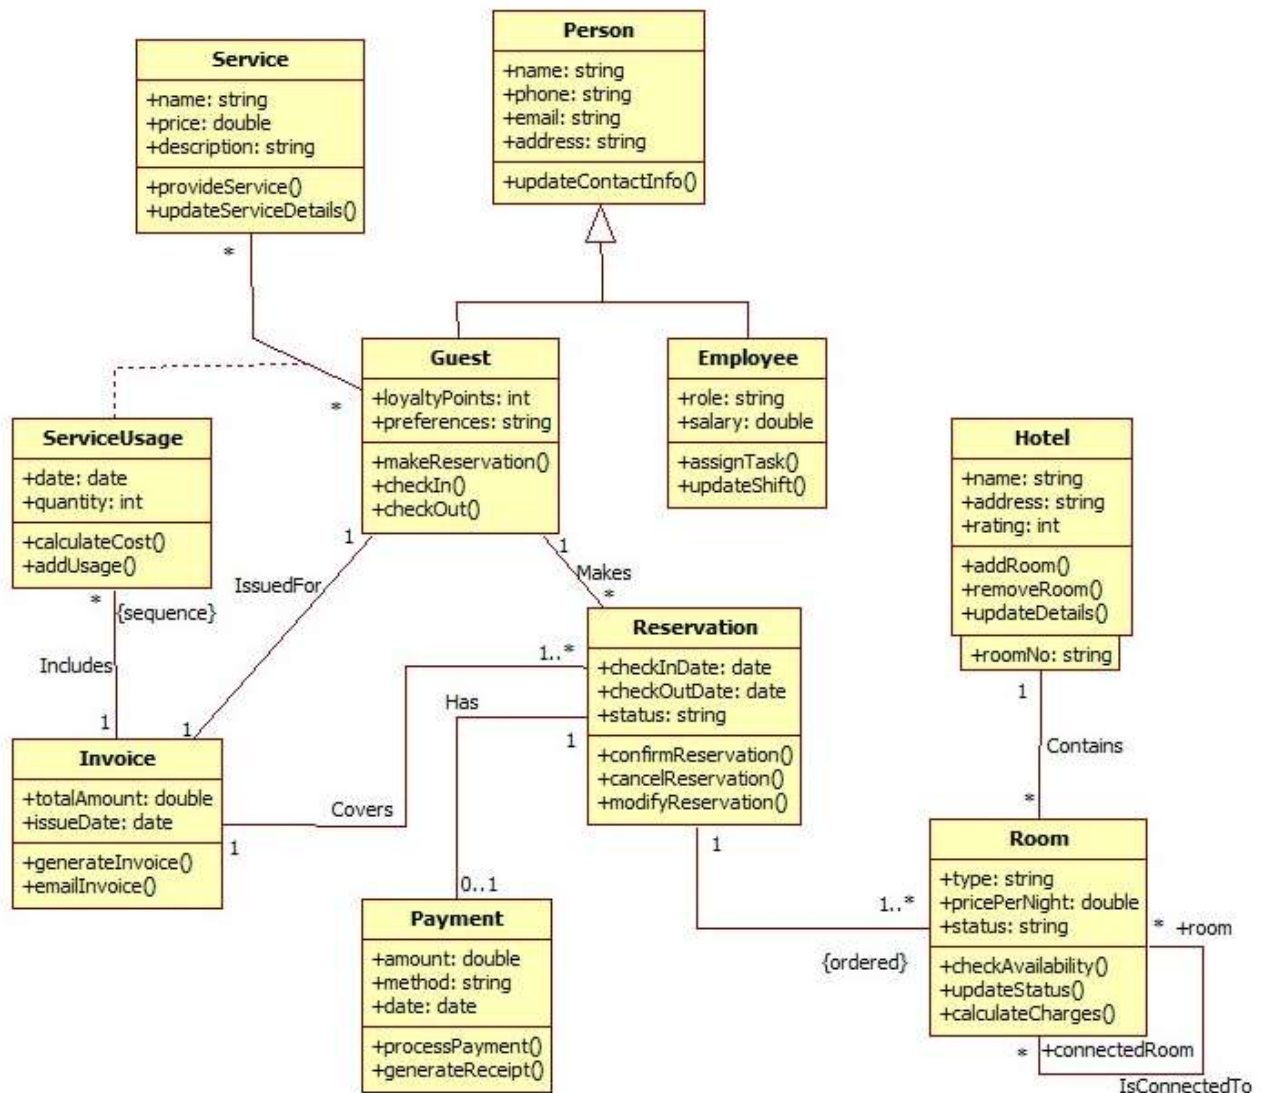 Person
+name: string
+phone: string
+email: string
+address: string
+updateContactInfo()
Service
+name: string
+price: double
+description: string
+provideService()
+updateServiceDetails()
*
*
Guest
+loyaltyPoints: int
+preferences: string
+makeReservation()
+checkIn()
+checkOut()
Employee
+role: string
+salary: double
+assignTask()
+updateShift()
ServiceUsage
+date: date
+quantity: int
+calculateCost()
+addUsage()
Hotel
+name: string
+address: string
+rating: int
+addRoom()
+removeRoom()
+updateDetails()
+roomNo: string
1
IssuedFor
1
1
Makes
*
*
{sequence}
Includes
1
Reservation
+checkInDate: date
+checkOutDate: date
+status: string
+confirmReservation()
+cancelReservation()
+modifyReservation()
1..*
Has
1
0..1
Invoice
+totalAmount: double
+issueDate: date
+generateInvoice()
+emailInvoice()
Covers
1
1
Contains
*
Payment
+amount: double
+method: string
+date: date
+processPayment()
+generateReceipt()
1
1..*
{ordered}
Room
+type: string
+pricePerNight: double
+status: string
+checkAvailability()
+updateStatus()
+calculateCharges()
* +room
* +connectedRoom
IsConnectedTo